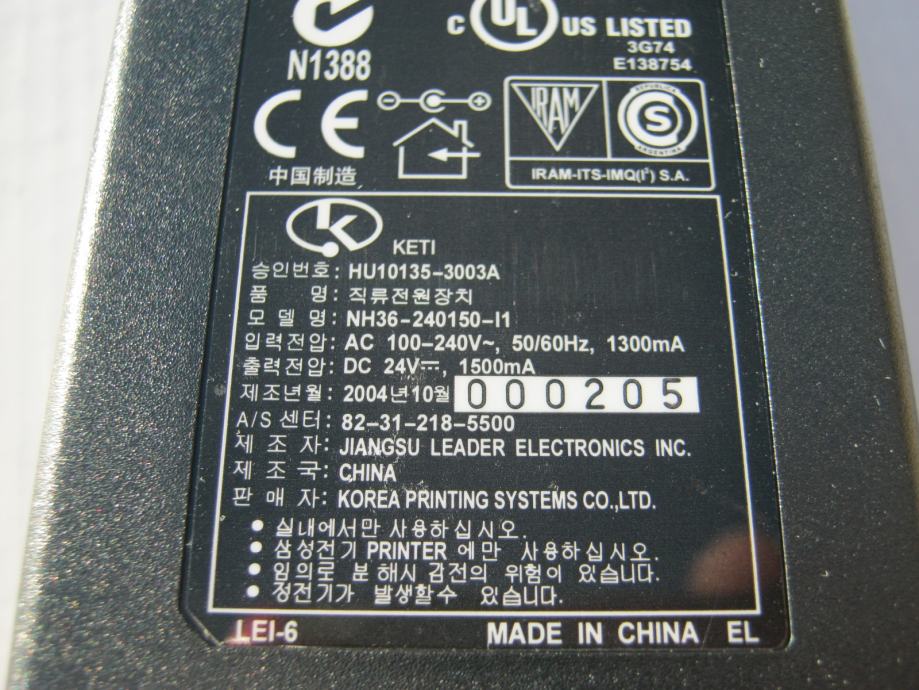 c UL US LISTED
3G74
E138754
N1388
CE
中国制造
IRAM
REPUBLICA
S
ARGENTINA
IRAM-ITS-IMQ(I³) S.A.
k
KETI
승인번호: HU10135-3003A
품 명: 직류전원장치
모 델 명: NH36-240150-I1
입력전압: AC 100-240V~, 50/60Hz, 1300mA
출력전압: DC 24V⎓, 1500mA
제조년월: 2004년10월 000205
A/S 센터: 82-31-218-5500
제 조 자: JIANGSU LEADER ELECTRONICS INC.
제 조 국: CHINA
판 매 자: KOREA PRINTING SYSTEMS CO.,LTD.
• 실내에서만 사용하십시오.
• 삼성전기 PRINTER 에만 사용하십시오.
• 임의로 분해시 감전의 위험이 있습니다.
• 정전기가 발생할수 있습니다.
LEI-6 MADE IN CHINA EL